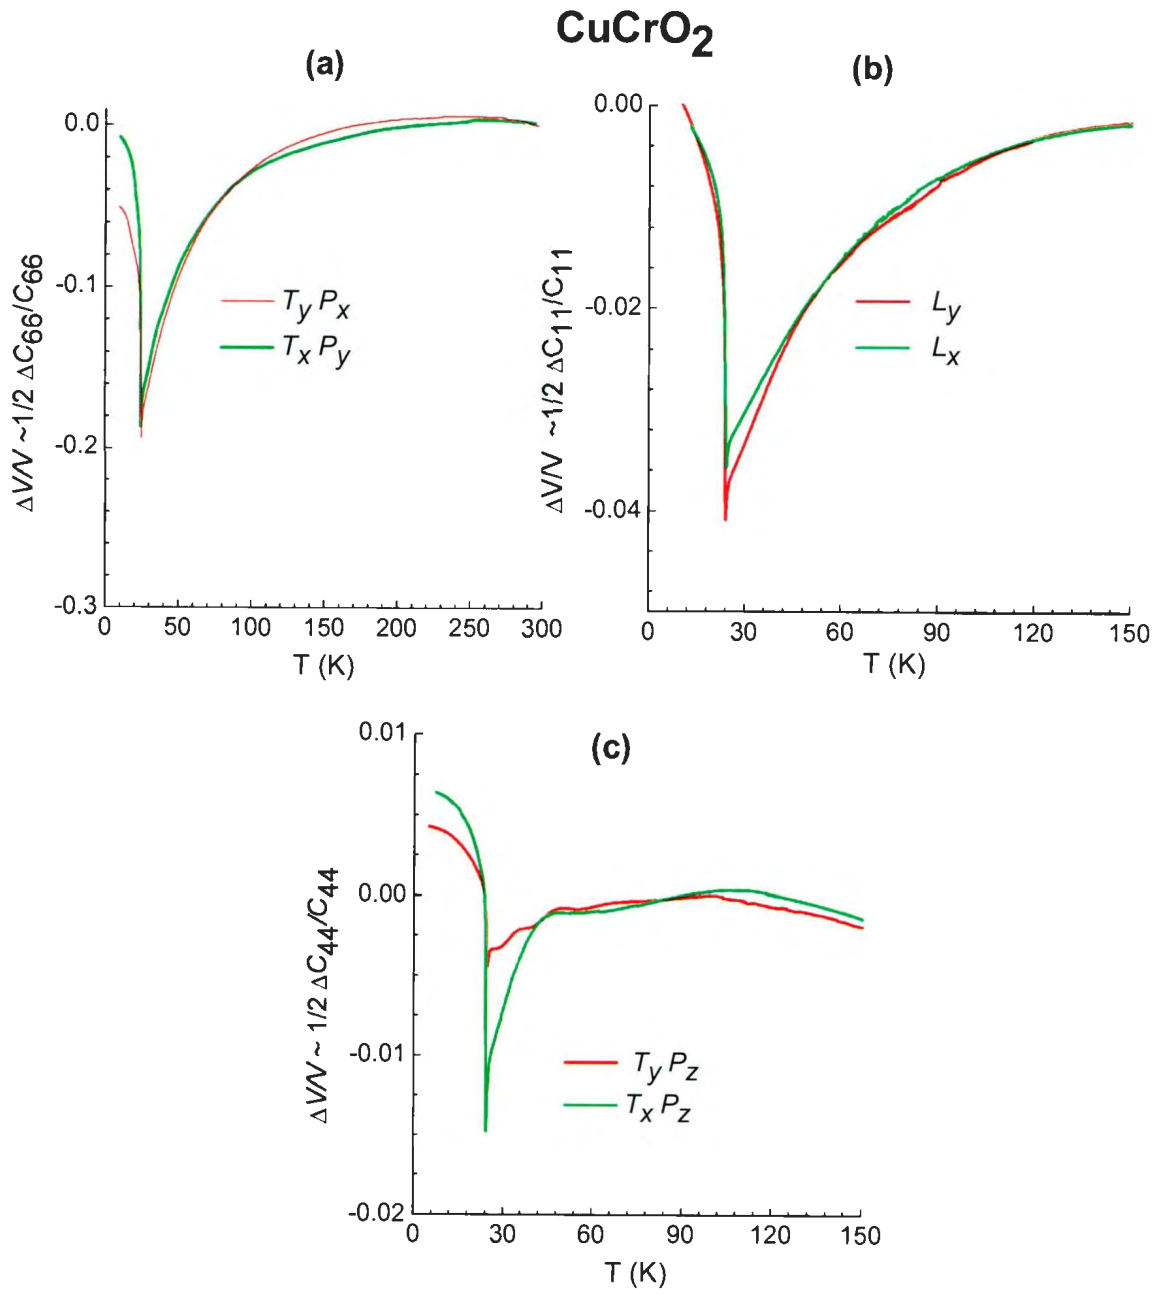 CuCrO2
(a)
(b)
0.0
-0.1
-0.2
-0.3
0
50
100
150
200
250
300
T (K)
ΔV/V ~1/2 ΔC66/C66
Ty Px
Tx Py
0.00
-0.02
-0.04
0
30
60
90
120
150
T (K)
ΔV/V ~1/2 ΔC11/C11
Ly
Lx
(c)
0.01
0.00
-0.01
-0.02
0
30
60
90
120
150
T (K)
ΔV/V ~ 1/2 ΔC44/C44
Ty Pz
Tx Pz